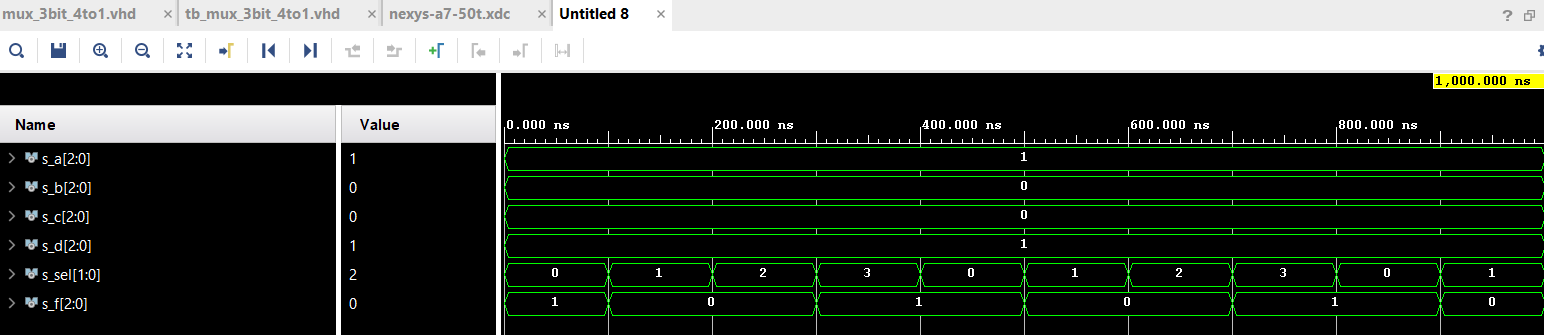 mux_3bit_4to1.vhd × tb_mux_3bit_4to1.vhd × nexys-a7-50t.xdc × Untitled 8 × ?
1,000.000 ns
Name Value 0.000 ns 200.000 ns 400.000 ns 600.000 ns 800.000 ns
s_a[2:0] 1 1
s_b[2:0] 0 0
s_c[2:0] 0 0
s_d[2:0] 1 1
s_sel[1:0] 2 0 1 2 3 0 1 2 3 0 1
s_f[2:0] 0 1 0 1 0 1 0